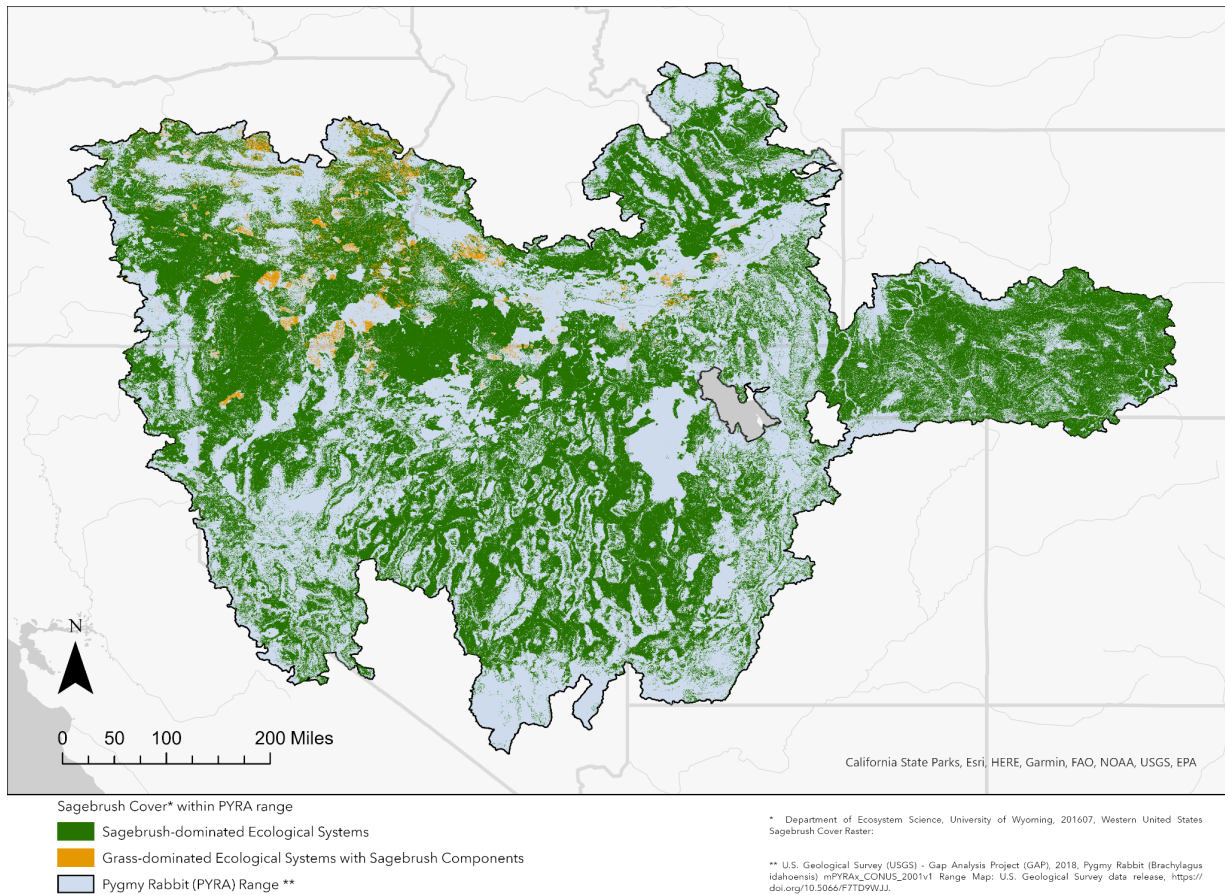 N
0 50 100 200 Miles
California State Parks, Esri, HERE, Garmin, FAO, NOAA, USGS, EPA
Sagebrush Cover* within PYRA range
Sagebrush-dominated Ecological Systems
Grass-dominated Ecological Systems with Sagebrush Components
Pygmy Rabbit (PYRA) Range **
* Department of Ecosystem Science, University of Wyoming, 201607, Western United States
Sagebrush Cover Raster:
** U.S. Geological Survey (USGS) - Gap Analysis Project (GAP), 2018, Pygmy Rabbit (Brachylagus
idahoensis) mPYRAx_CONUS_2001v1 Range Map: U.S. Geological Survey data release, https://
doi.org/10.5066/F7TD9WJJ.